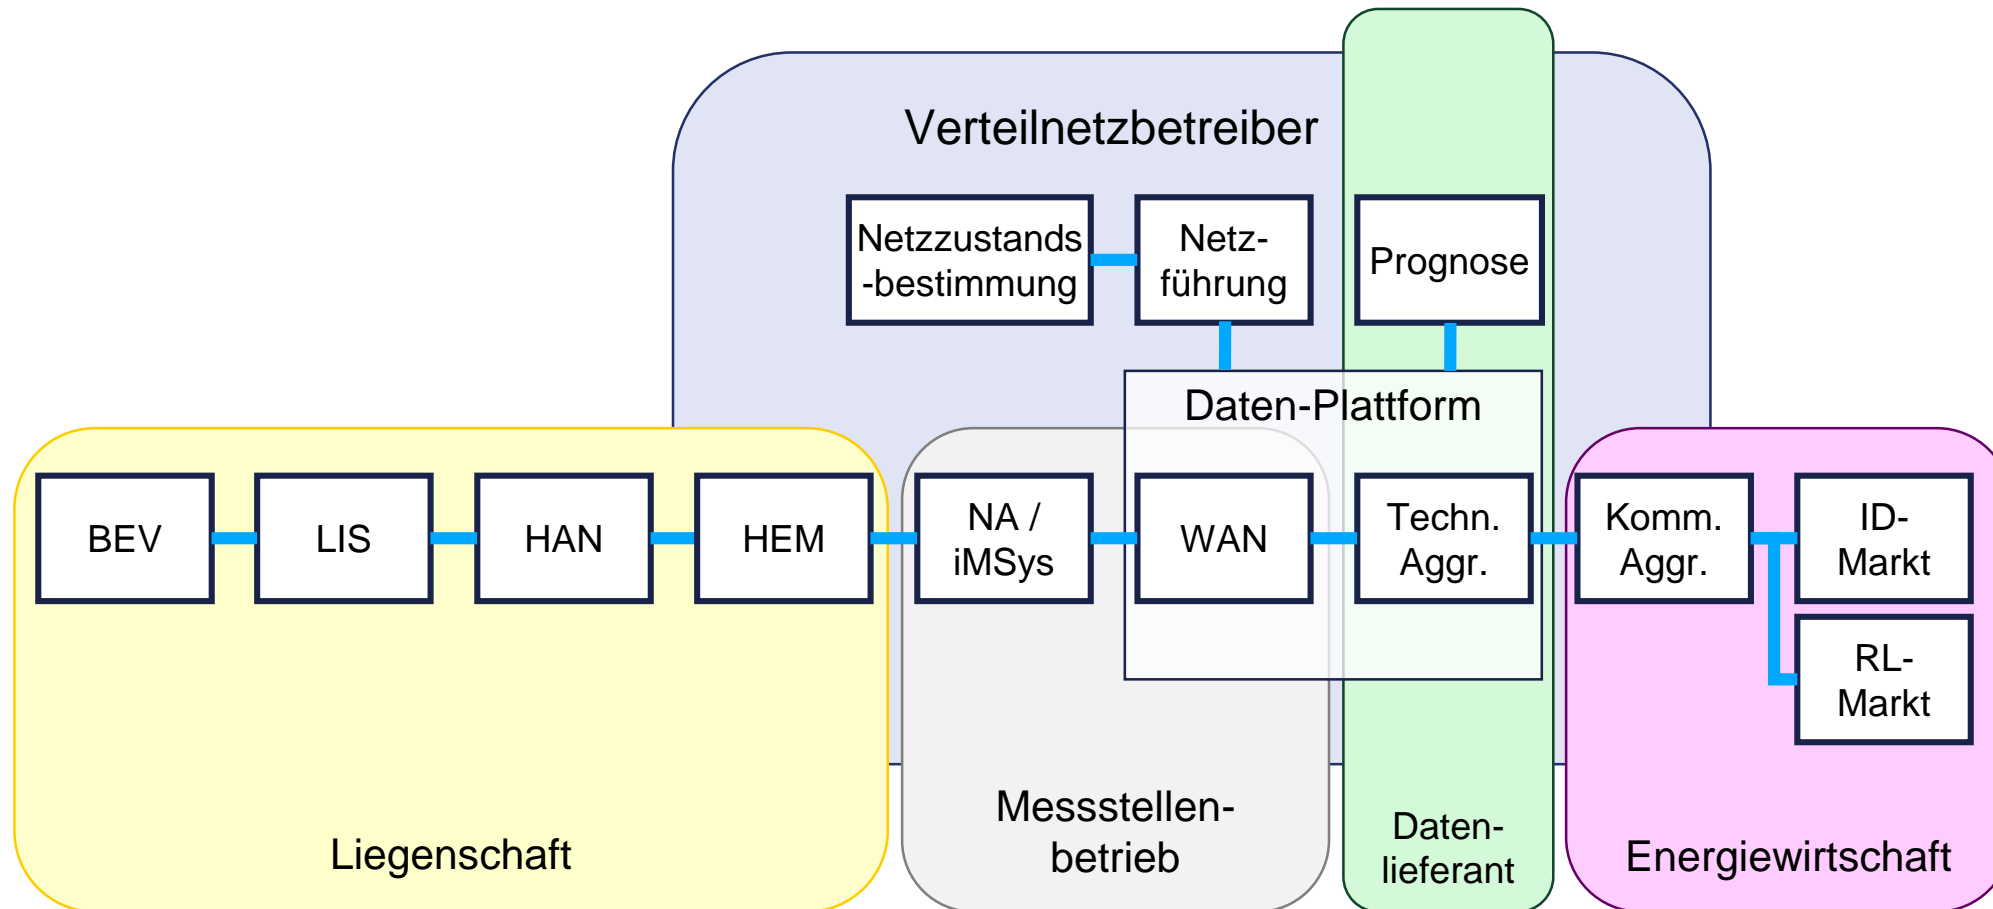 Verteilnetzbetreiber
Netzzustands
-bestimmung
Netz-
führung
Prognose
Daten-Plattform
BEV
LIS
HAN
HEM
NA /
iMSys
WAN
Techn.
Aggr.
Komm.
Aggr.
ID-
Markt
RL-
Markt
Liegenschaft
Messstellen-
betrieb
Daten-
lieferant
Energiewirtschaft